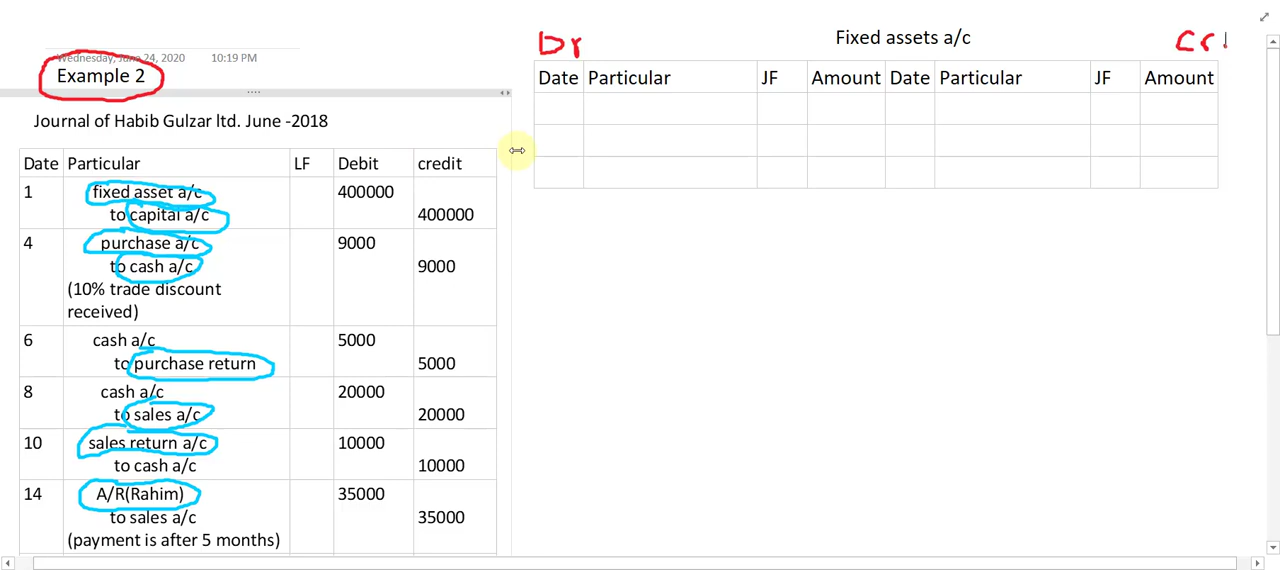 Wednesday, June 24, 2020 10:19 PM
Example 2
Journal of Habib Gulzar ltd. June -2018
Date Particular LF Debit credit
1 fixed asset a/c 400000
to capital a/c 400000
4 purchase a/c 9000
to cash a/c 9000
(10% trade discount
received)
6 cash a/c 5000
to purchase return 5000
8 cash a/c 20000
to sales a/c 20000
10 sales return a/c 10000
to cash a/c 10000
14 A/R(Rahim) 35000
to sales a/c 35000
(payment is after 5 months)
Dr Fixed assets a/c Cr
Date Particular JF Amount Date Particular JF Amount